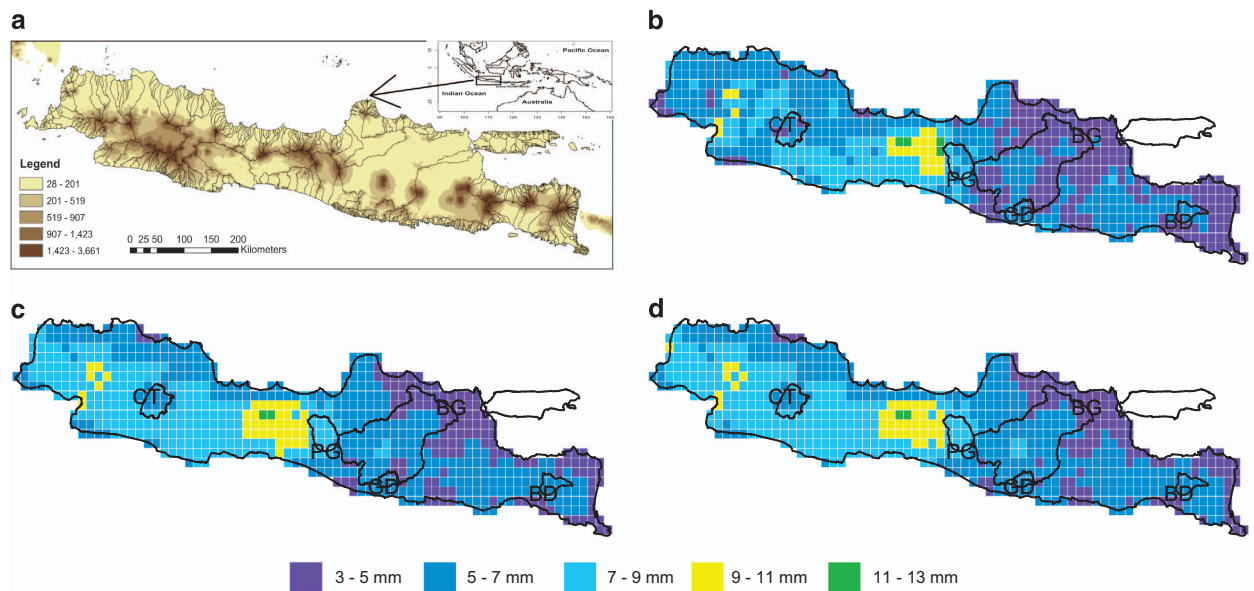 a
Pacific Ocean
Indian Ocean
Australia
Legend
28 - 201
201 - 519
519 - 907
907 - 1,423
1,423 - 3,661
0 25 50 100 150 200
Kilometers
b
CT
BG
PG
GD
BD
c
CT
BG
PG
GD
BD
d
CT
BG
PG
GD
BD
3 - 5 mm
5 - 7 mm
7 - 9 mm
9 - 11 mm
11 - 13 mm